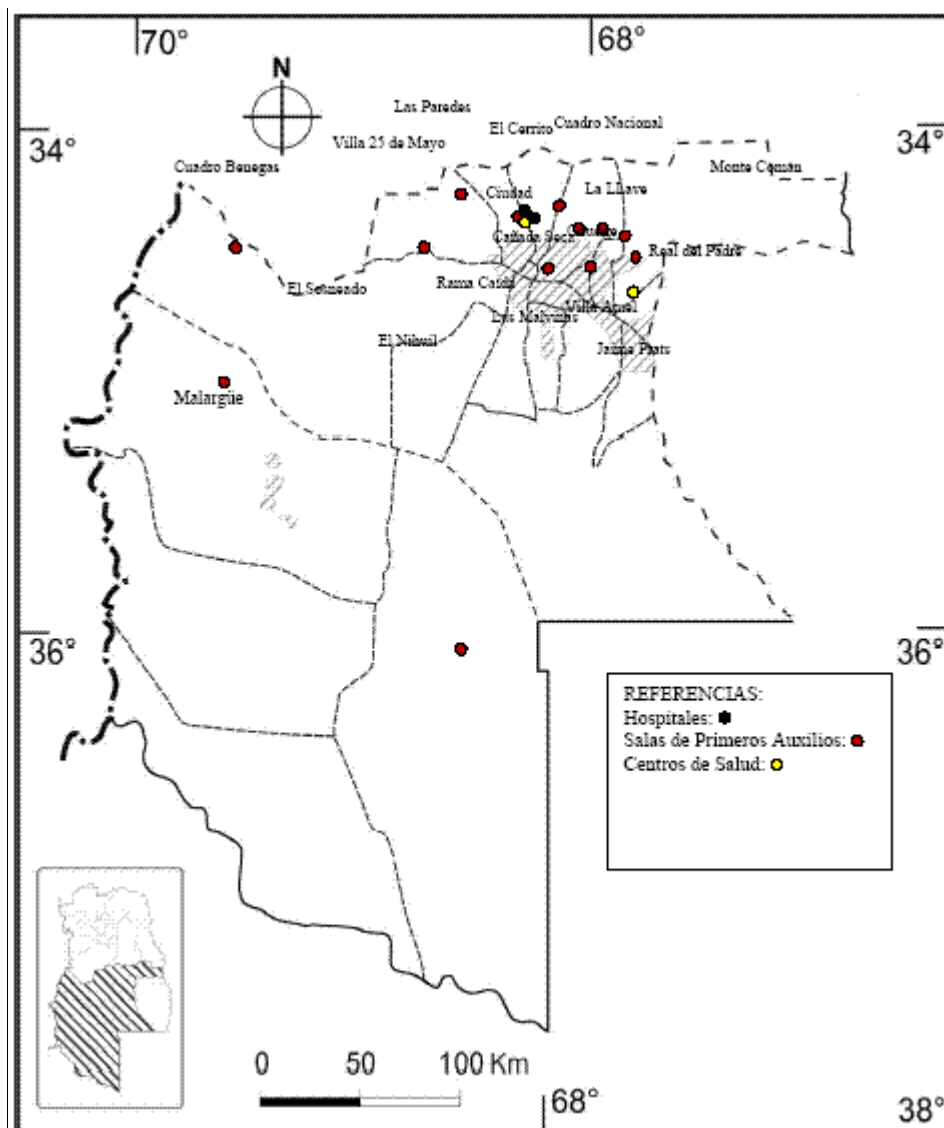 70°
68°
N
Las Paredes
El Cerrito
Cuadro Nacional
34°
34°
Villa 25 de Mayo
Cuadro Benegas
Monte Comán
Ciudad
La LLave
Cañada Seca
Real del Padre
El Sosneado
Rama Caída
Villa Atuel
Las Malvinas
El Nihuil
Jaime Prats
Malargüe
36°
36°
REFERENCIAS:
Hospitales:
Salas de Primeros Auxilios:
Centros de Salud:
0 50 100 Km
68°
38°